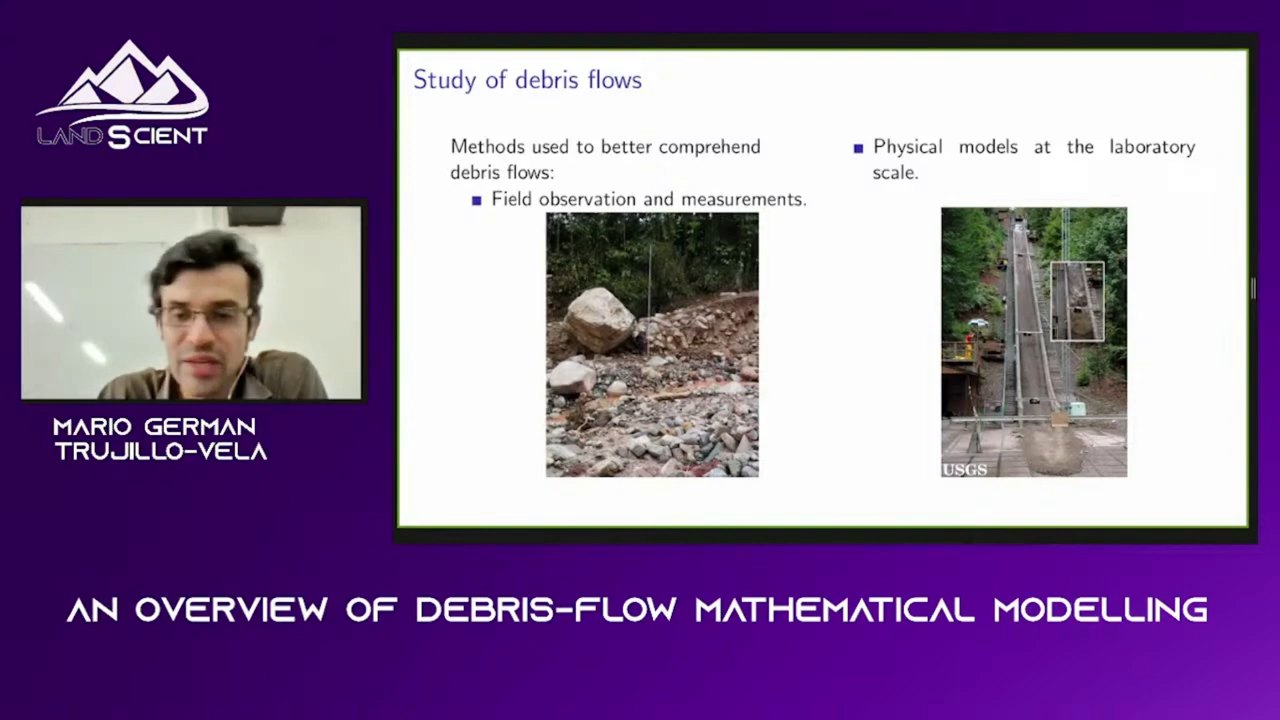 LANDSCIENT
Study of debris flows
Methods used to better comprehend
debris flows:
Field observation and measurements.
Physical models at the laboratory
scale.
USGS
MARIO GERMAN
TRUJILLO-VELA
AN OVERVIEW OF DEBRIS-FLOW MATHEMATICAL MODELLING